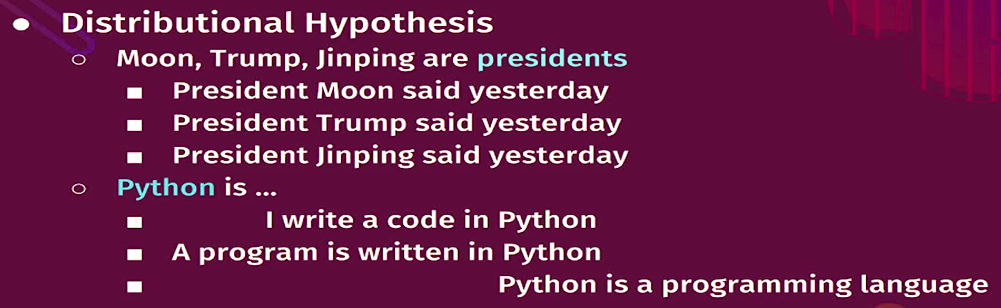 ● Distributional Hypothesis
○ Moon, Trump, Jinping are presidents
■ President Moon said yesterday
■ President Trump said yesterday
■ President Jinping said yesterday
○ Python is ...
■ I write a code in Python
■ A program is written in Python
■ Python is a programming language